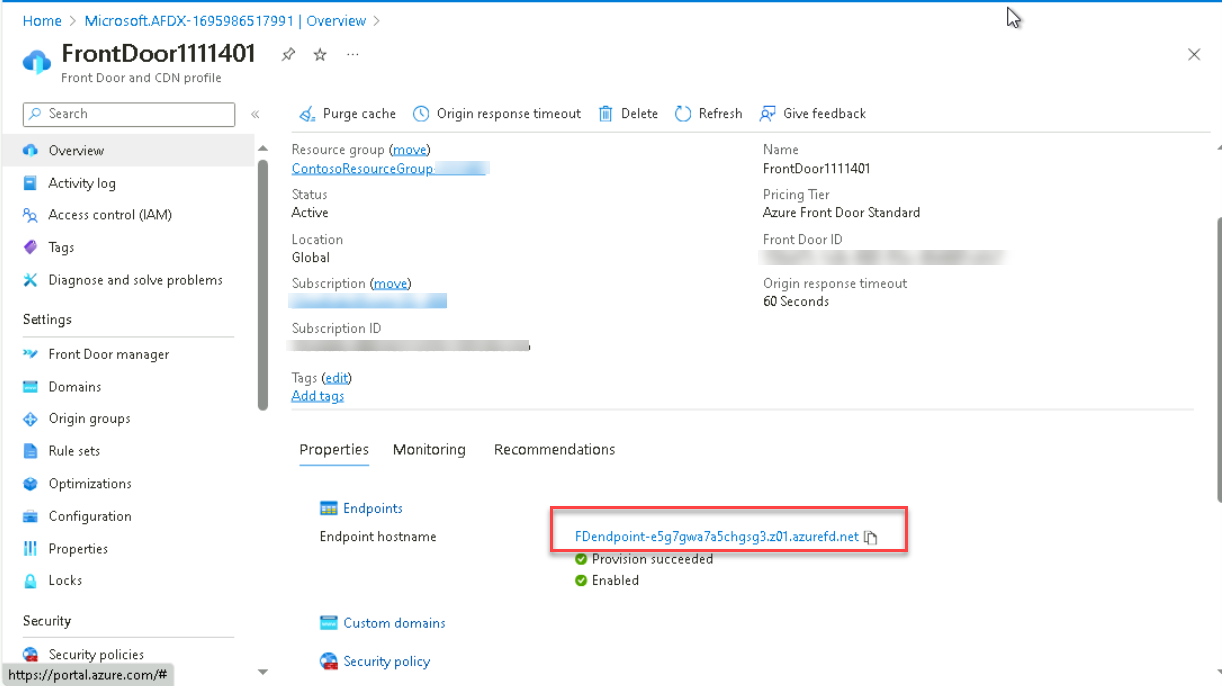 Home > Microsoft.AFDX-1695986517991 | Overview >
FrontDoor1111401
Front Door and CDN profile
Search
Overview
Activity log
Access control (IAM)
Tags
Diagnose and solve problems
Settings
Front Door manager
Domains
Origin groups
Rule sets
Optimizations
Configuration
Properties
Locks
Security
Security policies
https://portal.azure.com/#
Purge cache Origin response timeout Delete Refresh Give feedback
Resource group (move)
ContosoResourceGroup
Status
Active
Location
Global
Subscription (move)
Subscription ID
Tags (edit)
Add tags
Name
FrontDoor1111401
Pricing Tier
Azure Front Door Standard
Front Door ID
Origin response timeout
60 Seconds
Properties Monitoring Recommendations
Endpoints
Endpoint hostname FDendpoint-e5g7gwa7a5chgsg3.z01.azurefd.net
Provision succeeded
Enabled
Custom domains
Security policy